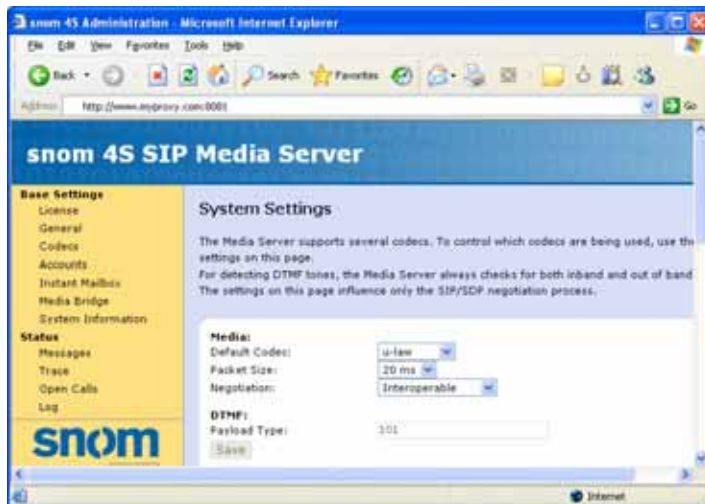 snom 4S Administration - Microsoft Internet Explorer
File Edit View Favorites Tools Help
Back Search Favorites
Address http://www.myproxy.com:8081 Go
snom 4S SIP Media Server
Base Settings
License
General
Codecs
Accounts
Instant Mailbox
Media Bridge
System Information
Status
Messages
Trace
Open Calls
Log
snom
System Settings
The Media Server supports several codecs. To control which codecs are being used, use the
settings on this page.
For detecting DTMF tones, the Media Server always checks for both inband and out of band
The settings on this page influence only the SIP/SDP negotiation process.
Media:
Default Codec: u-law
Packet Size: 20 ms
Negotiation: Interoperable
DTMF:
Payload Type: 101
Save
Internet